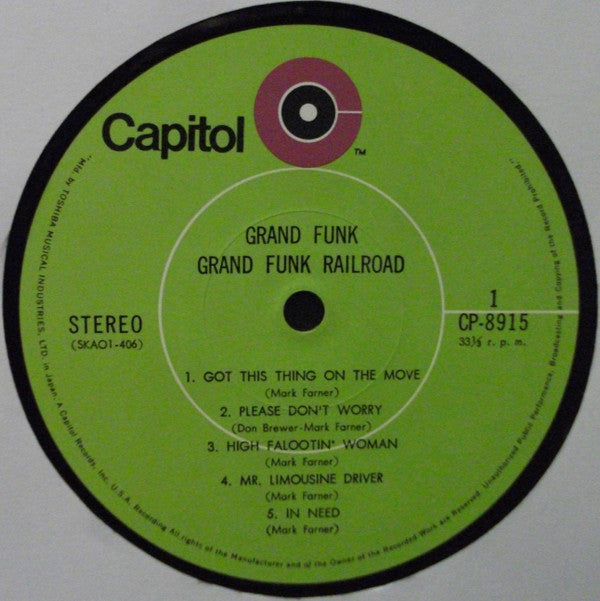 Capitol
TM
GRAND FUNK
GRAND FUNK RAILROAD
STEREO
(SKAO1-406)
1
CP-8915
33⅓ r. p. m.
1. GOT THIS THING ON THE MOVE
(Mark Farner)
2. PLEASE DON'T WORRY
(Don Brewer-Mark Farner)
3. HIGH FALOOTIN' WOMAN
(Mark Farner)
4. MR. LIMOUSINE DRIVER
(Mark Farner)
5. IN NEED
(Mark Farner)
"Mfd. by TOSHIBA MUSICAL INDUSTRIES, LTD. in Japan. A Capitol Records, Inc. U.S.A. Recording All rights of the Manufacturer and of the Owner of the Recorded Work are Reserved. Unauthorised Public Performance, Broadcasting and Copying of the Record Prohibited"